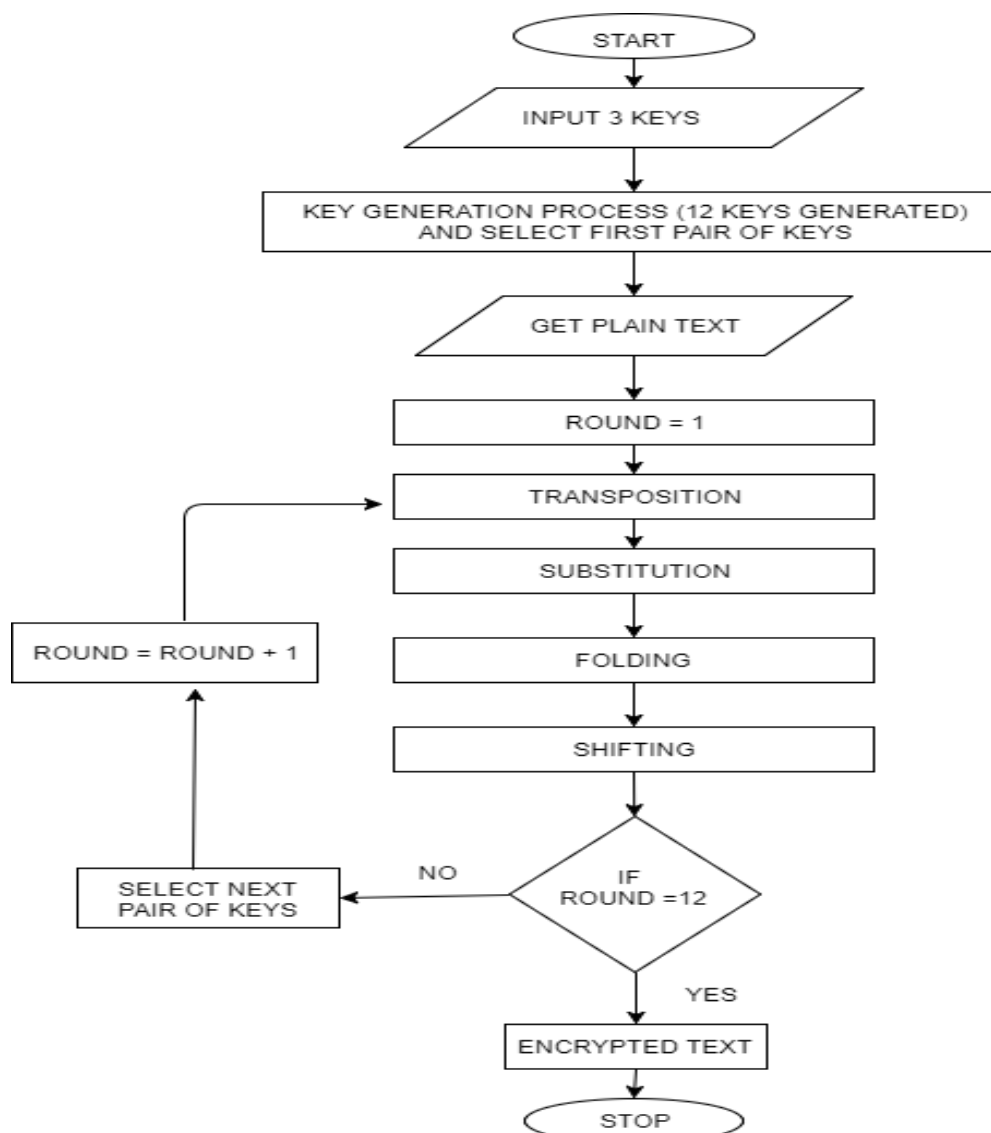 START
INPUT 3 KEYS
KEY GENERATION PROCESS (12 KEYS GENERATED)
AND SELECT FIRST PAIR OF KEYS
GET PLAIN TEXT
ROUND = 1
TRANSPOSITION
SUBSTITUTION
FOLDING
SHIFTING
IF
ROUND =12
NO
SELECT NEXT
PAIR OF KEYS
ROUND = ROUND + 1
YES
ENCRYPTED TEXT
STOP